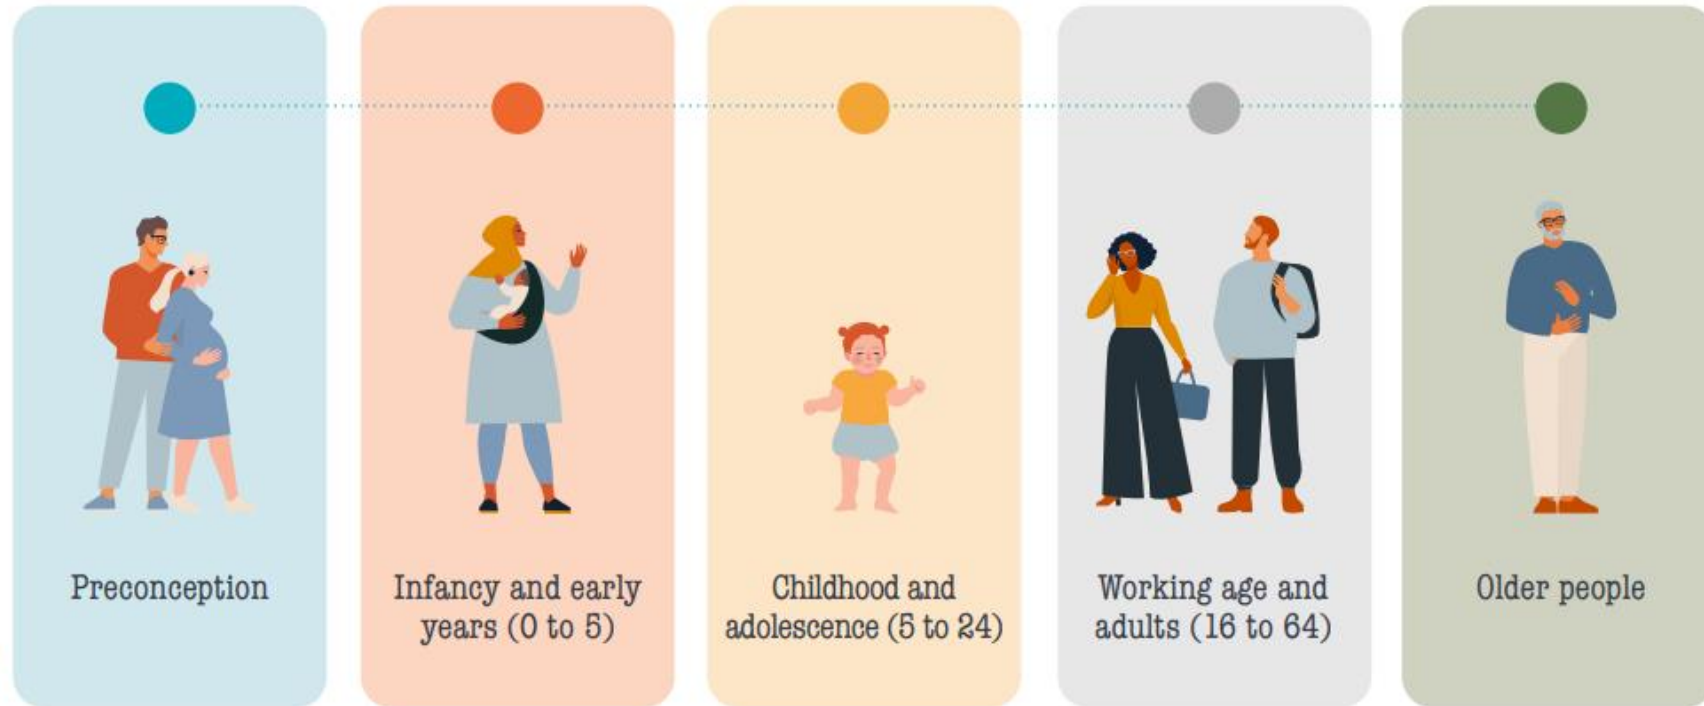 Preconception
Infancy and early
years (0 to 5)
Childhood and
adolescence (5 to 24)
Working age and
adults (16 to 64)
Older people